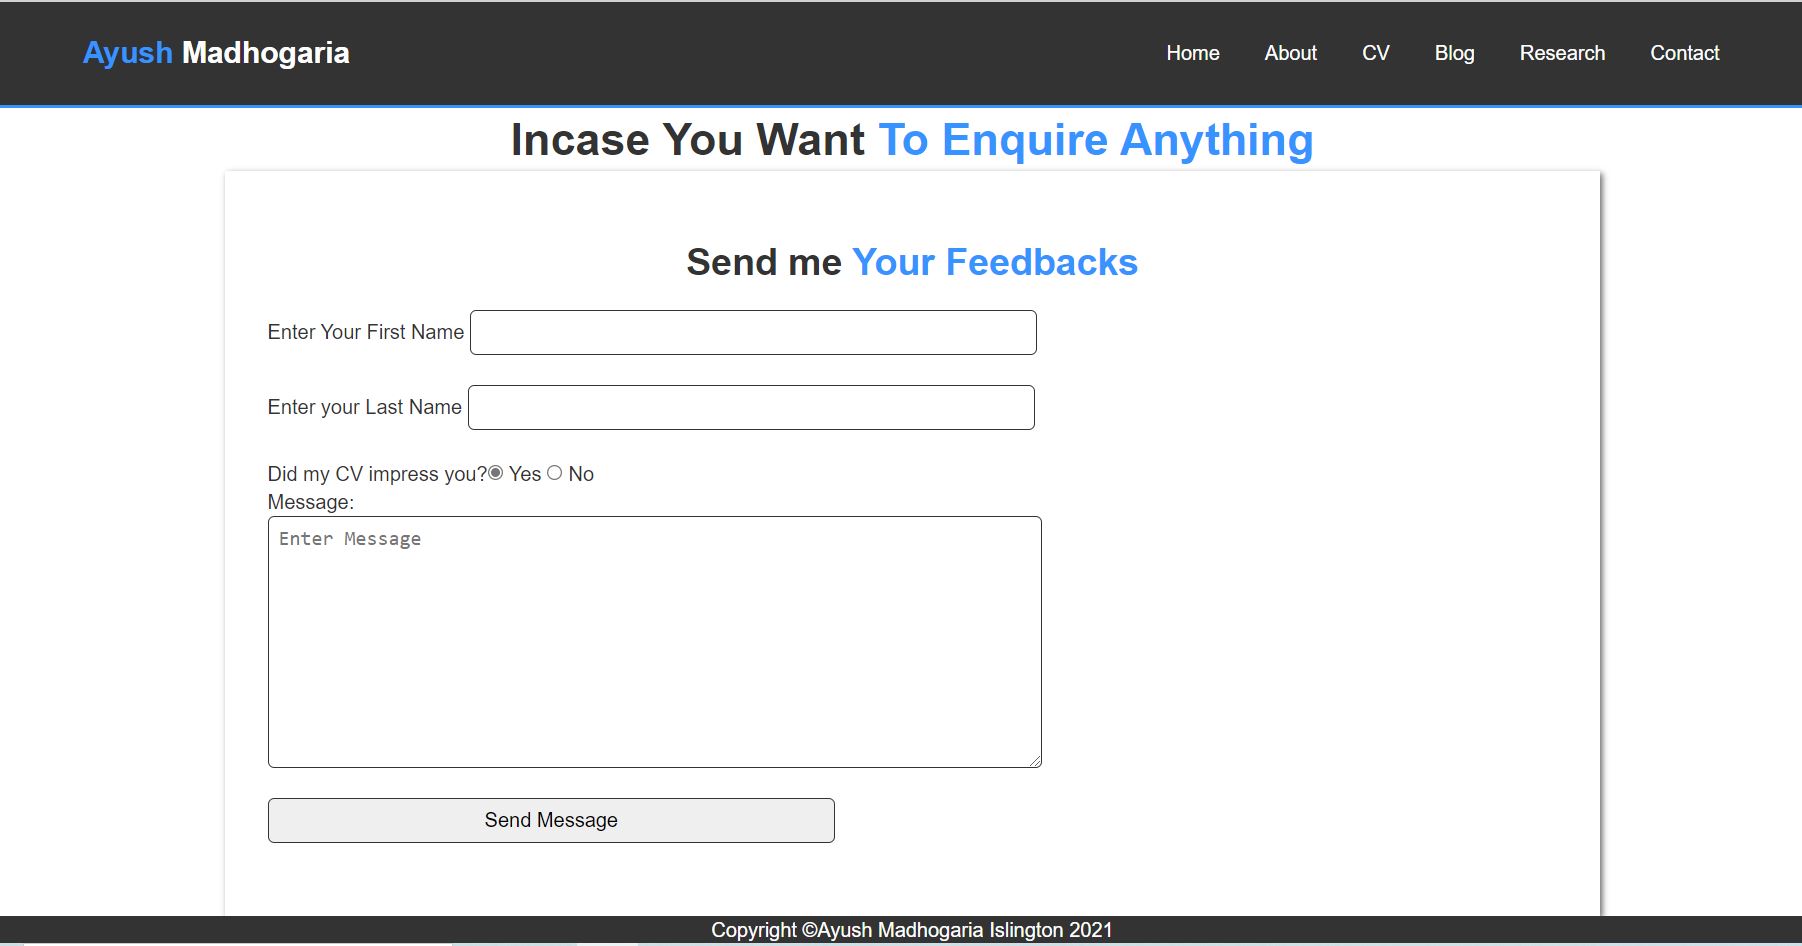 Ayush Madhogaria
Home About CV Blog Research Contact
Incase You Want To Enquire Anything
Send me Your Feedbacks
Enter Your First Name
Enter your Last Name
Did my CV impress you? Yes No
Message:
Enter Message
Send Message
Copyright ©Ayush Madhogaria Islington 2021